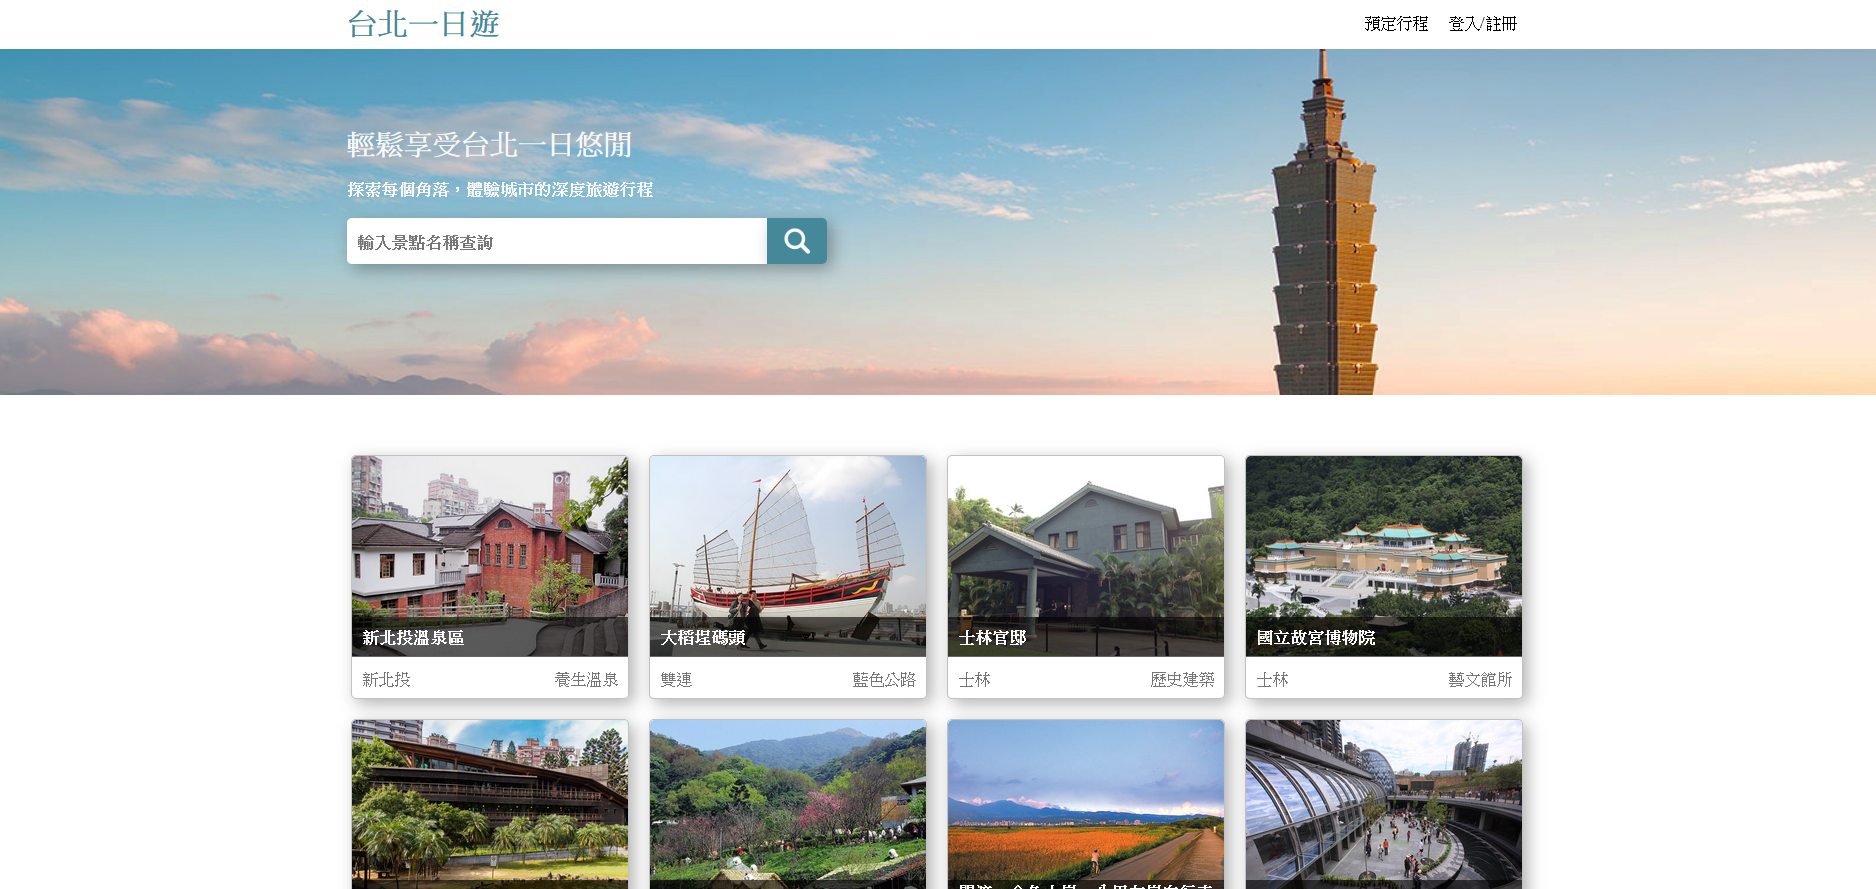 台北一日遊
預定行程 登入/註冊
輕鬆享受台北一日悠閒
探索每個角落，體驗城市的深度旅遊行程
輸入景點名稱查詢
新北投溫泉區
新北投 養生溫泉
大稻埕碼頭
雙連 藍色公路
士林官邸
士林 歷史建築
國立故宮博物院
士林 藝文館所